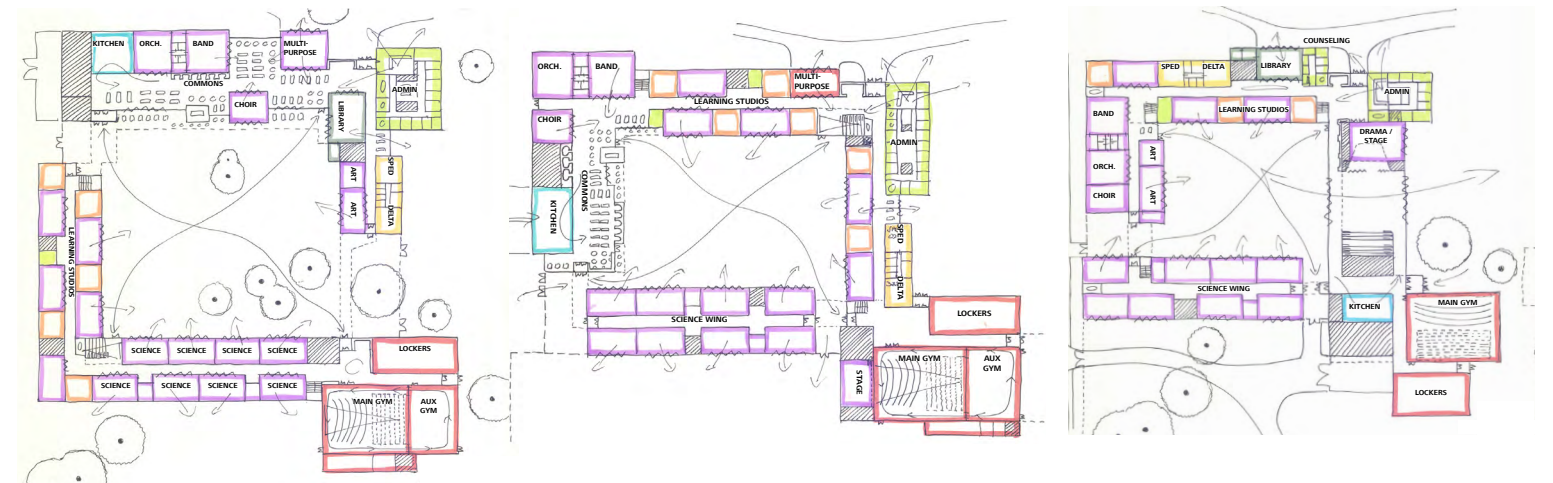 KITCHEN
ORCH.
BAND
MULTI-
PURPOSE
COMMONS
CHOIR
LIBRARY
ADMIN
ART
ART
SPED
DELTA
LEARNING STUDIOS
SCIENCE
SCIENCE
SCIENCE
SCIENCE
SCIENCE
SCIENCE
SCIENCE
SCIENCE
LOCKERS
MAIN GYM
AUX
GYM
ORCH.
BAND
MULTI-
PURPOSE
LEARNING STUDIOS
CHOIR
ADMIN
COMMONS
KITCHEN
SPED
DELTA
SCIENCE WING
LOCKERS
MAIN GYM
AUX
GYM
STAGE
COUNSELING
SPED
DELTA
LIBRARY
ADMIN
LEARNING STUDIOS
BAND
DRAMA /
STAGE
ART
ORCH.
ART
CHOIR
SCIENCE WING
KITCHEN
MAIN GYM
LOCKERS